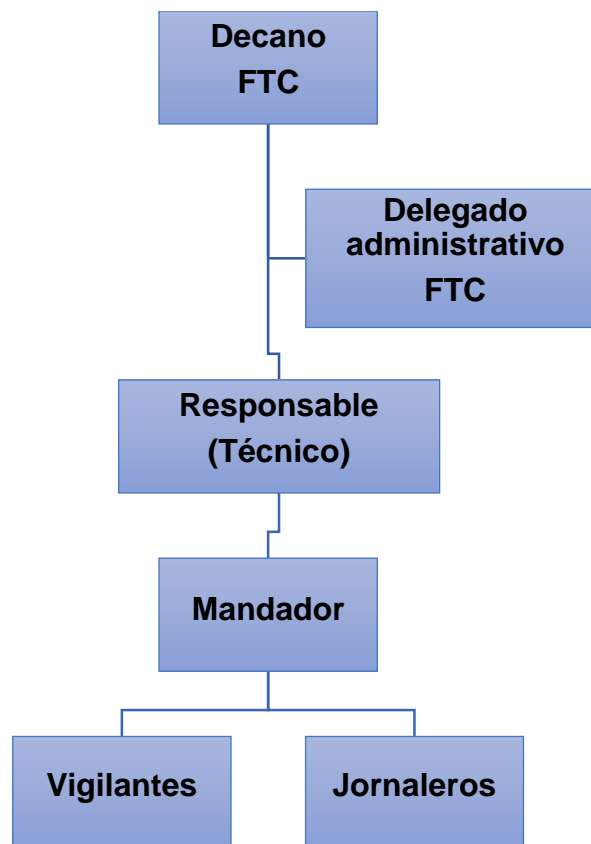 Decano
FTC
Delegado
administrativo
FTC
Responsable
(Técnico)
Mandador
Vigilantes
Jornaleros